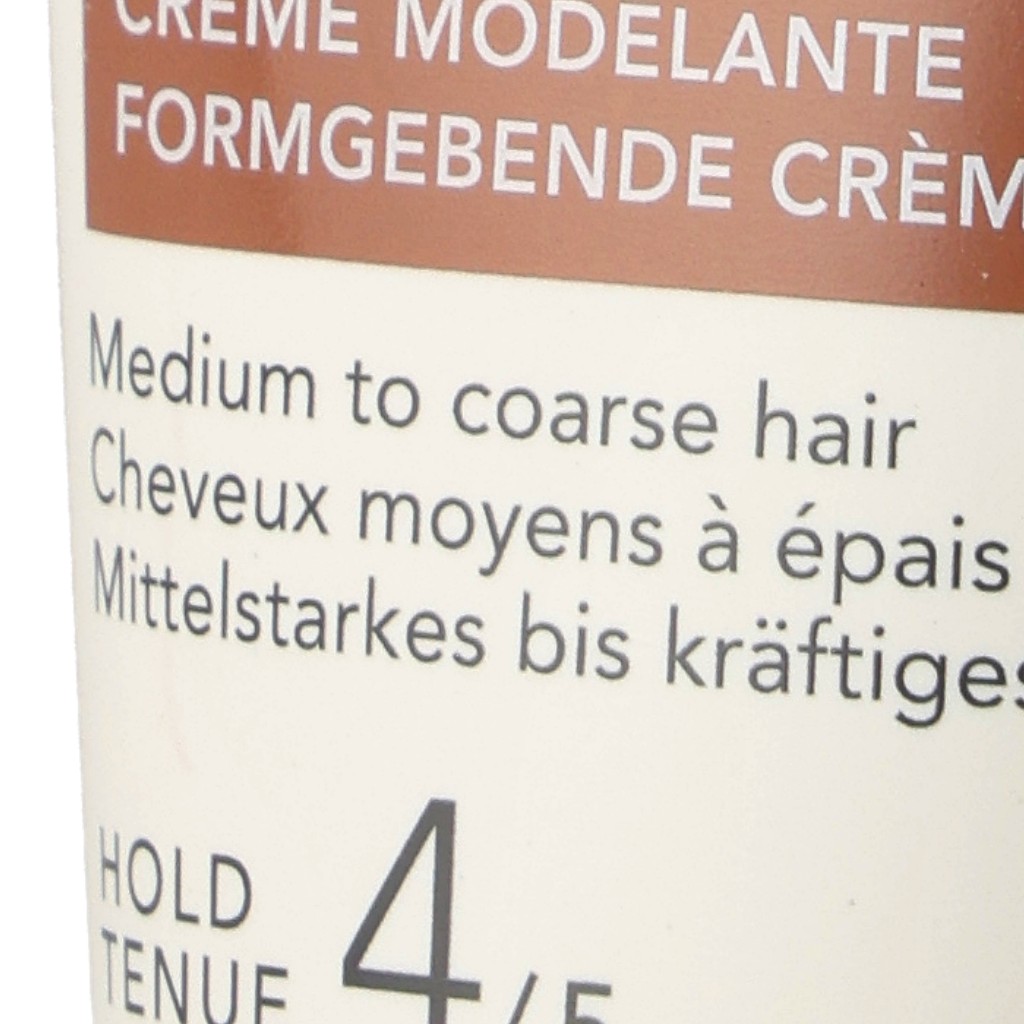 CRÈME MODELANTE
FORMGEBENDE CRÈM
Medium to coarse hair
Cheveux moyens à épais
Mittelstarkes bis kräftiges
HOLD
TENUE
4/5